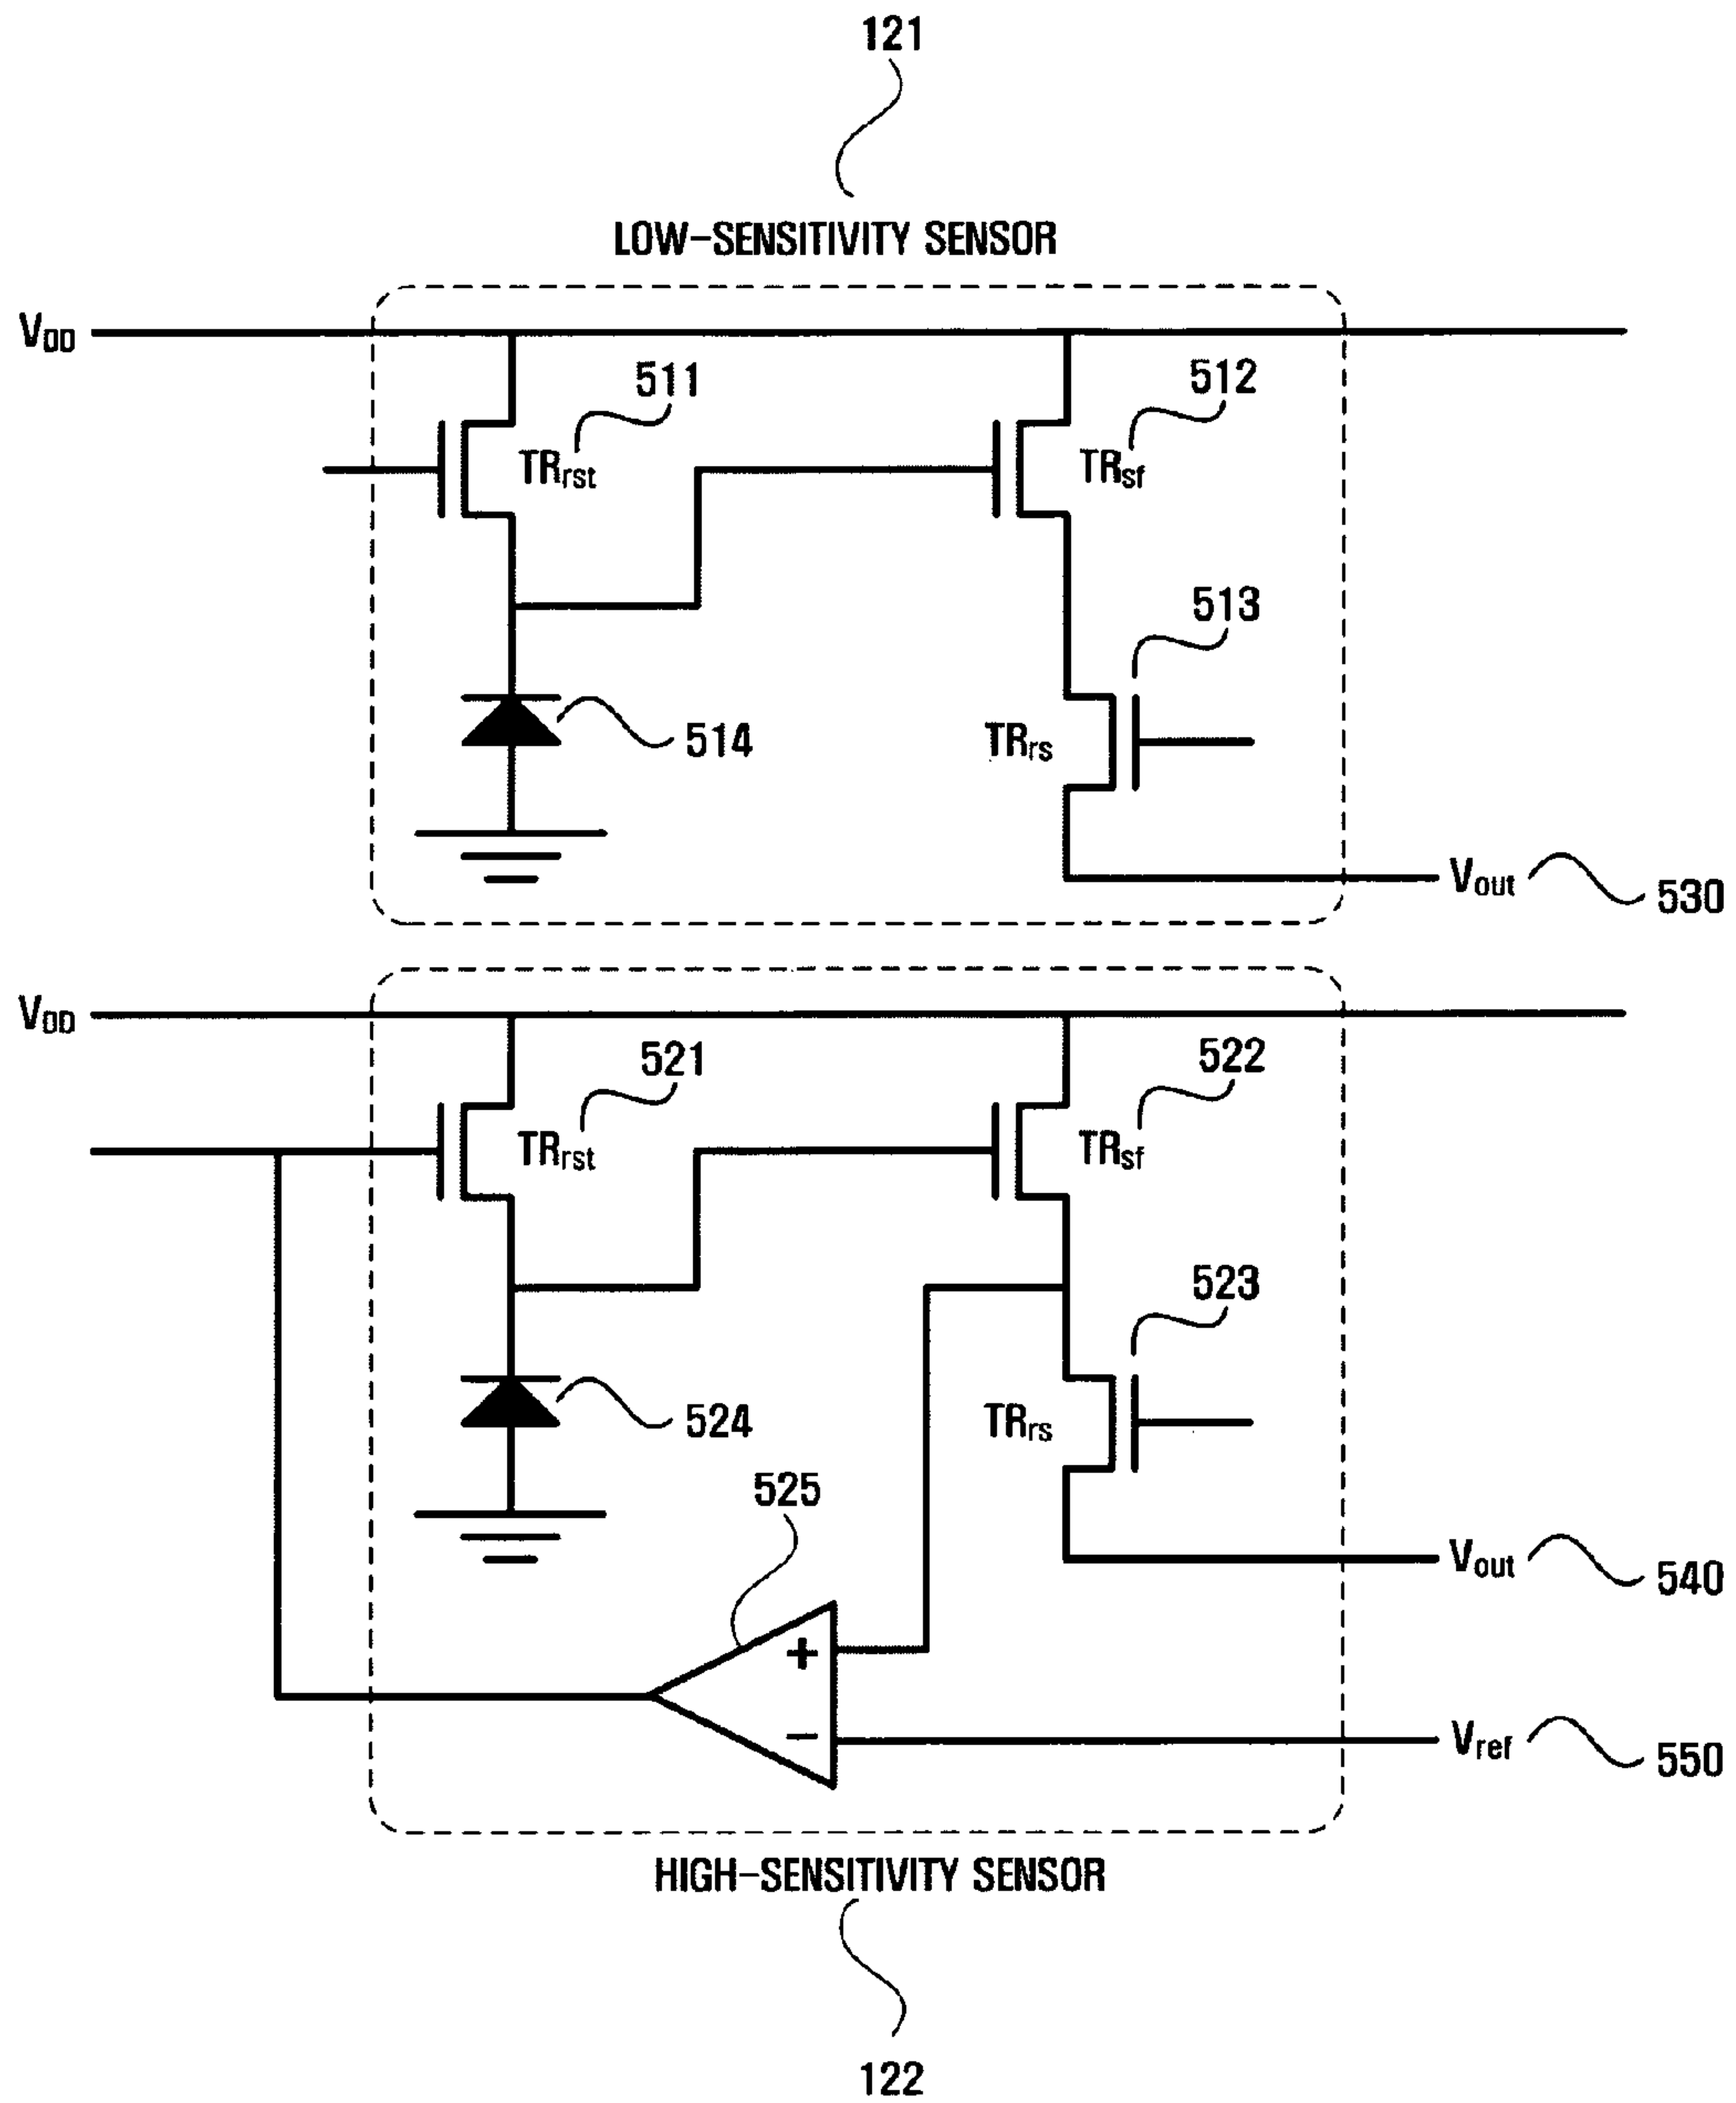 121
LOW-SENSITIVITY SENSOR
VDD
511
512
TRrst
TRsf
513
514
TRrs
Vout
530
VDD
521
522
TRrst
TRsf
523
524
TRrs
525
Vout
540
+
−
Vref
550
HIGH-SENSITIVITY SENSOR
122